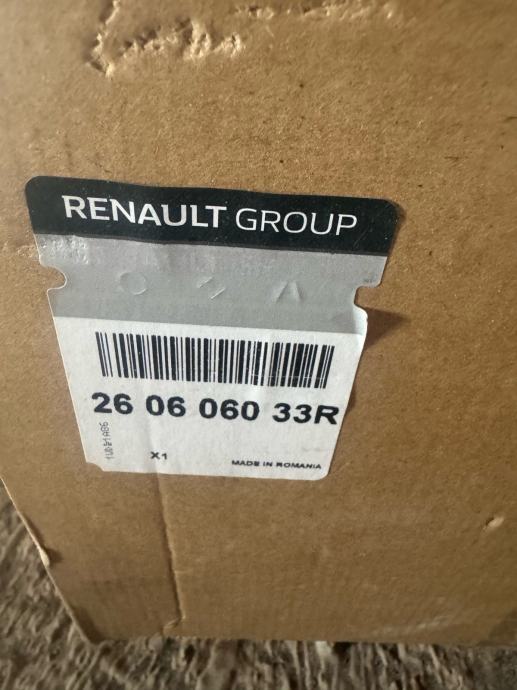 RENAULT GROUP
26 06 060 33R
X1
MADE IN ROMANIA